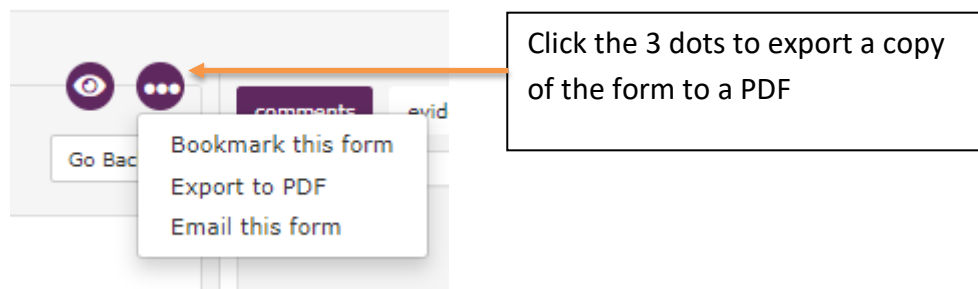 Click the 3 dots to export a copy
of the form to a PDF
comments
Go
Bookmark this form
Export to PDF
Email this form